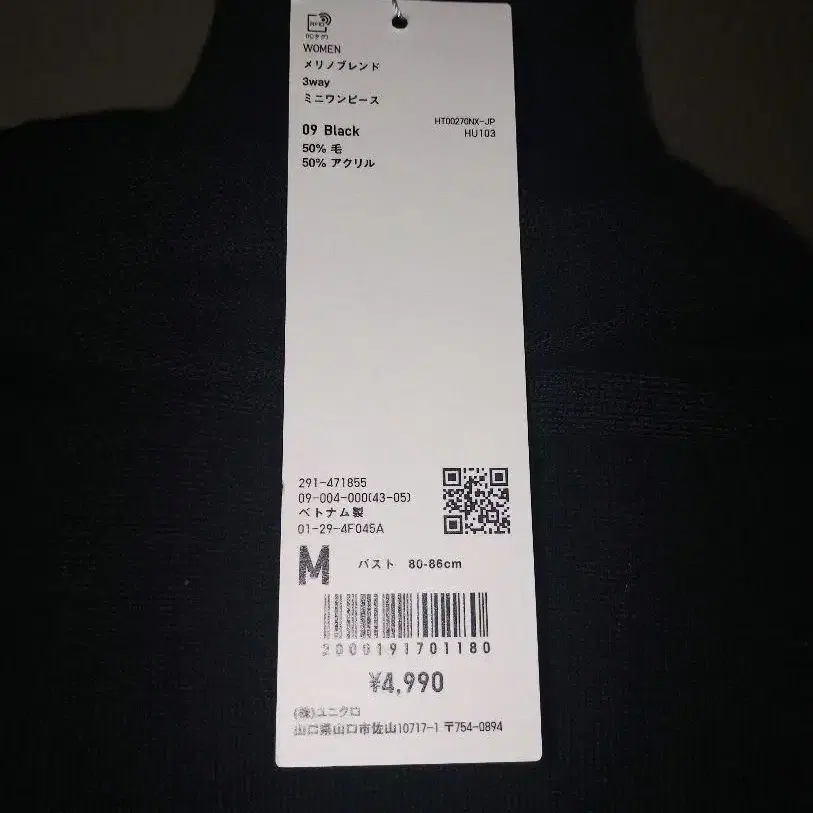 WOMEN
メリノブレンド
3way
ミニワンピース
09 Black
HT00270NX-JP
HU103
50% 毛
50% アクリル
291-471855
09-004-000(43-05)
ベトナム製
01-29-4F045A
M バスト 80-86cm
2000191701180
¥4,990
(株)ユニクロ
山口県山口市佐山10717-1 〒754-0894